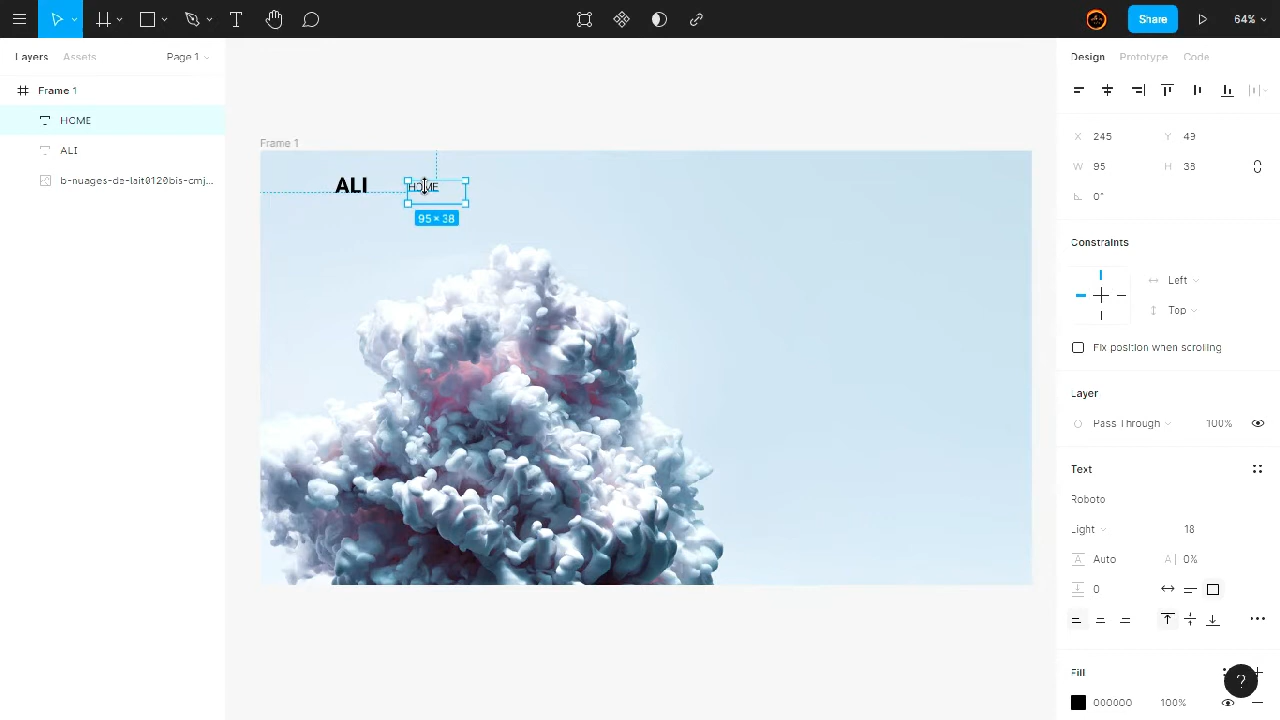 Share
64%
Layers
Assets
Page 1
Design
Prototype
Code
Frame 1
HOME
ALI
b-nuages-de-lait0120bis-cmj...
Frame 1
ALI
HOME
95 × 38
X 245
Y 49
W 95
H 38
0°
Constraints
Left
Top
Fix position when scrolling
Layer
Pass Through
100%
Text
Roboto
Light
18
A Auto
A| 0%
0
Fill
?
000000
100%